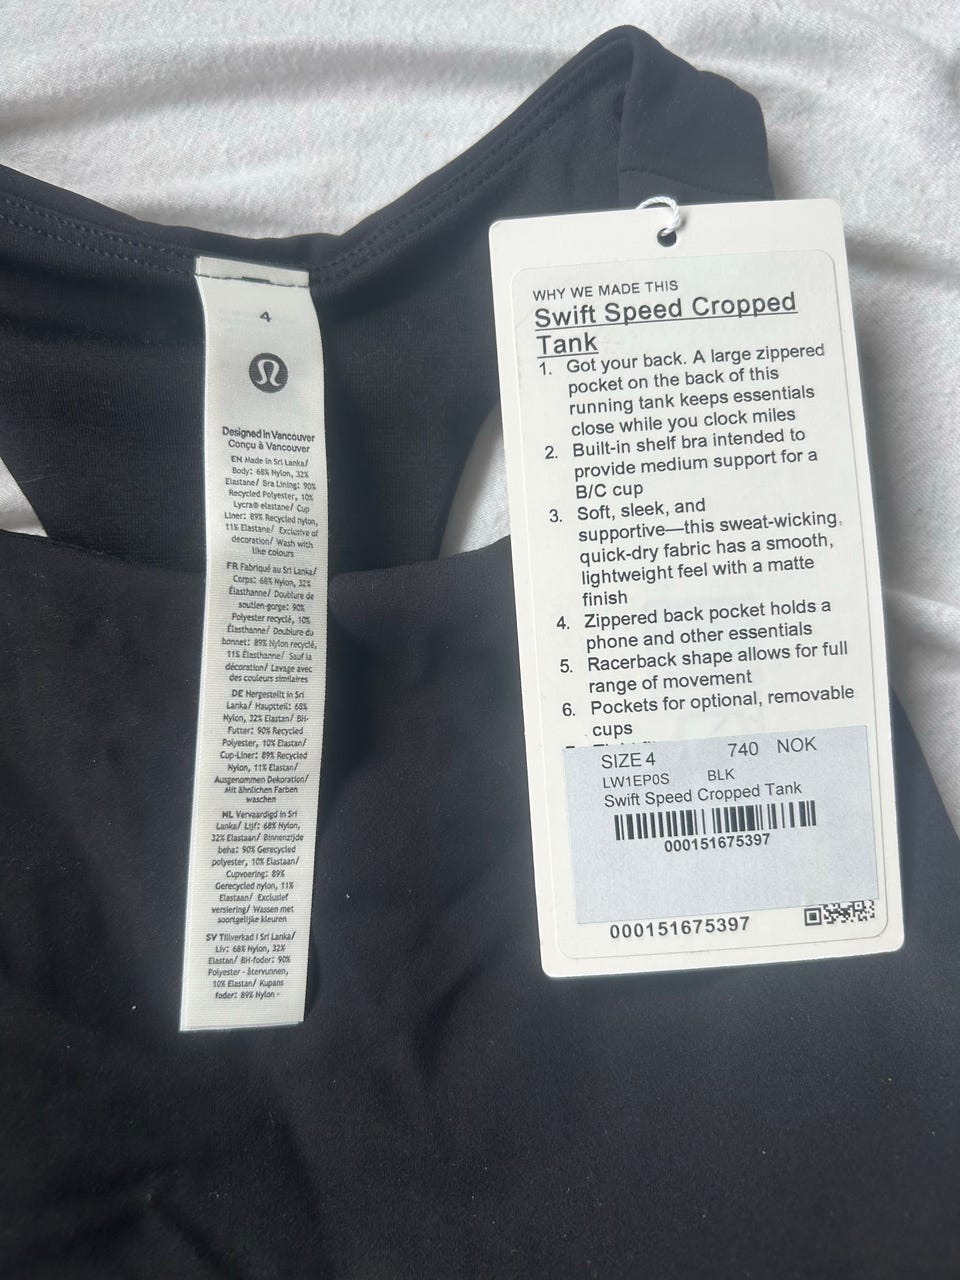 4
Designed in Vancouver
Conçu à Vancouver
EN Made in Sri Lanka/
Body: 68% Nylon, 32%
Elastane/ Bra Lining: 90%
Recycled Polyester, 10%
Lycra® elastane/ Cup
Liner: 89% Recycled nylon,
11% Elastane/ Exclusive of
decoration/ Wash with
like colours
FR Fabriqué au Sri Lanka/
Corps: 68% Nylon, 32%
Élasthanne/ Doublure de
soutien-gorge: 90%
Polyester recyclé, 10%
Élasthanne/ Doublure du
bonnet: 89% Nylon recyclé,
11% Élasthanne/ Sauf la
décoration/ Lavage avec
des couleurs similaires
DE Hergestellt in Sri
Lanka/ Hauptteil: 68%
Nylon, 32% Elastan/ BH-
Futter: 90% Recycled
Polyester, 10% Elastan/
Cup-Liner: 89% Recycled
Nylon, 11% Elastan/
Ausgenommen Dekoration/
Mit ähnlichen Farben
waschen
NL Vervaardigd in Sri
Lanka/ Lijf: 68% Nylon,
32% Elastaan/ Binnenzijde
beha: 90% Gerecycled
polyester, 10% Elastaan/
Cupvoering: 89%
Gerecycled nylon, 11%
Elastaan/ Exclusief
versiering/ Wassen met
soortgelijke kleuren
SV Tillverkad i Sri Lanka/
Liv: 68% Nylon, 32%
Elastan/ BH-foder: 90%
Polyester - återvunnen,
10% Elastan/ Kupans
foder: 89% Nylon -
WHY WE MADE THIS
Swift Speed Cropped
Tank
1. Got your back. A large zippered
pocket on the back of this
running tank keeps essentials
close while you clock miles
2. Built-in shelf bra intended to
provide medium support for a
B/C cup
3. Soft, sleek, and
supportive—this sweat-wicking,
quick-dry fabric has a smooth,
lightweight feel with a matte
finish
4. Zippered back pocket holds a
phone and other essentials
5. Racerback shape allows for full
range of movement
6. Pockets for optional, removable
cups
SIZE 4 740 NOK
LW1EP0S BLK
Swift Speed Cropped Tank
000151675397
000151675397